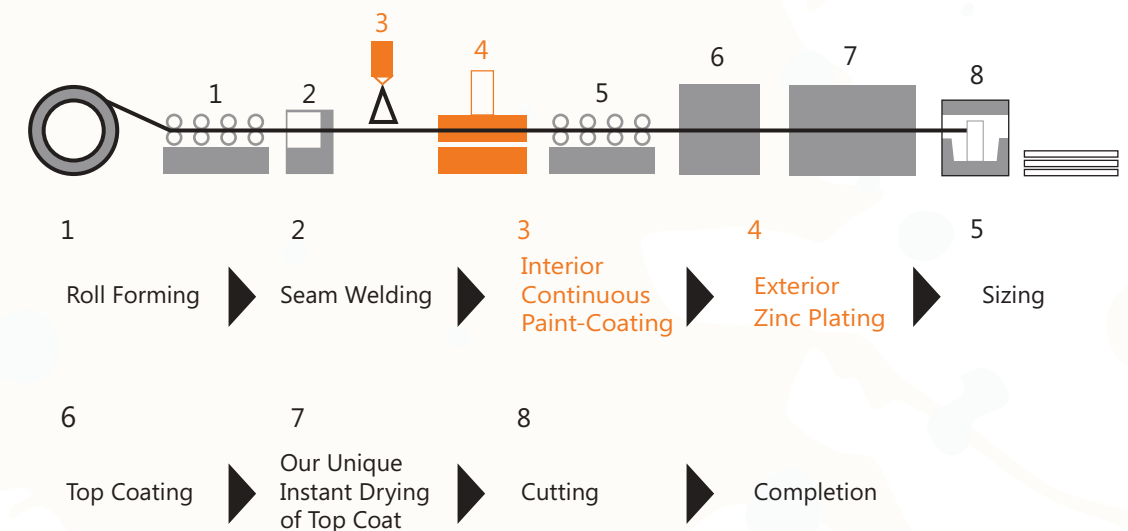 3
4
6
7
1
2
5
8
1
2
3
4
5
Roll Forming
Seam Welding
Interior
Continuous
Paint-Coating
Exterior
Zinc Plating
Sizing
6
7
8
Top Coating
Our Unique
Instant Drying
of Top Coat
Cutting
Completion